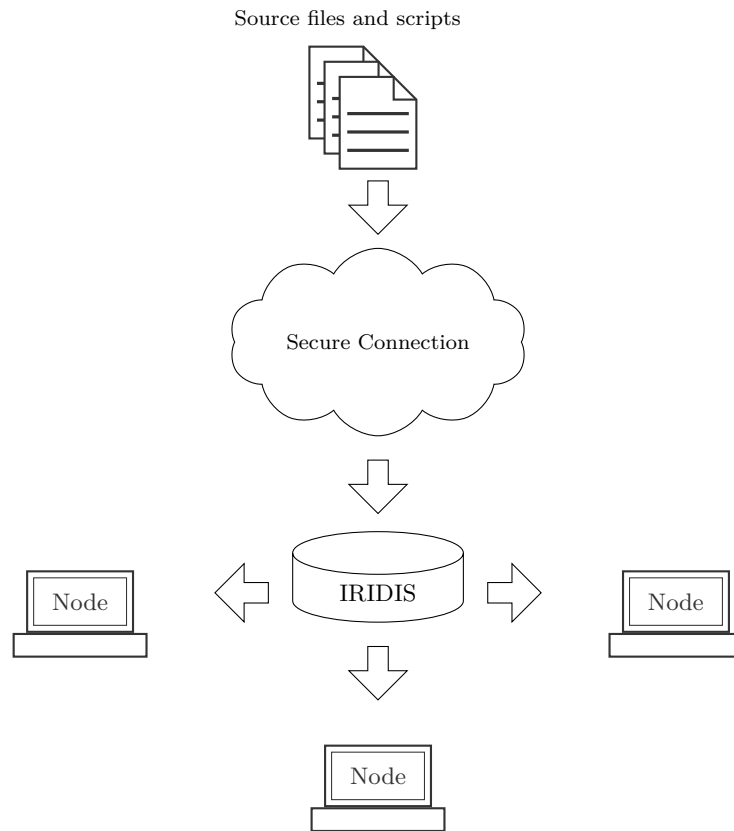 Source files and scripts
Secure Connection
IRIDIS
Node
Node
Node